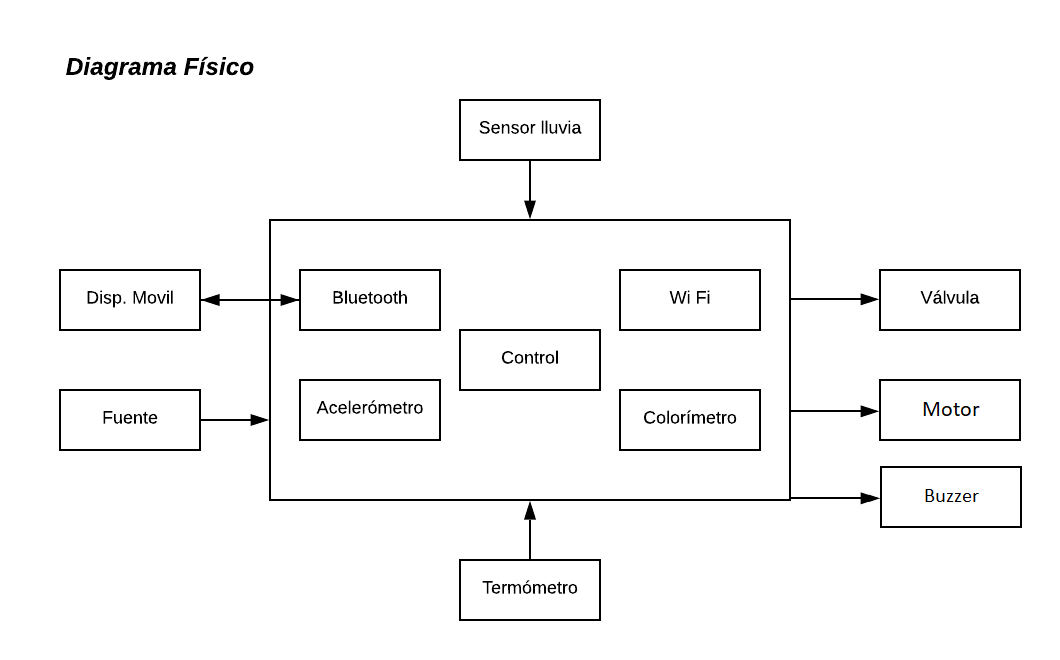 Diagrama Físico
Sensor lluvia
Disp. Movil
Bluetooth
Wi Fi
Válvula
Control
Fuente
Acelerómetro
Colorímetro
Motor
Buzzer
Termómetro